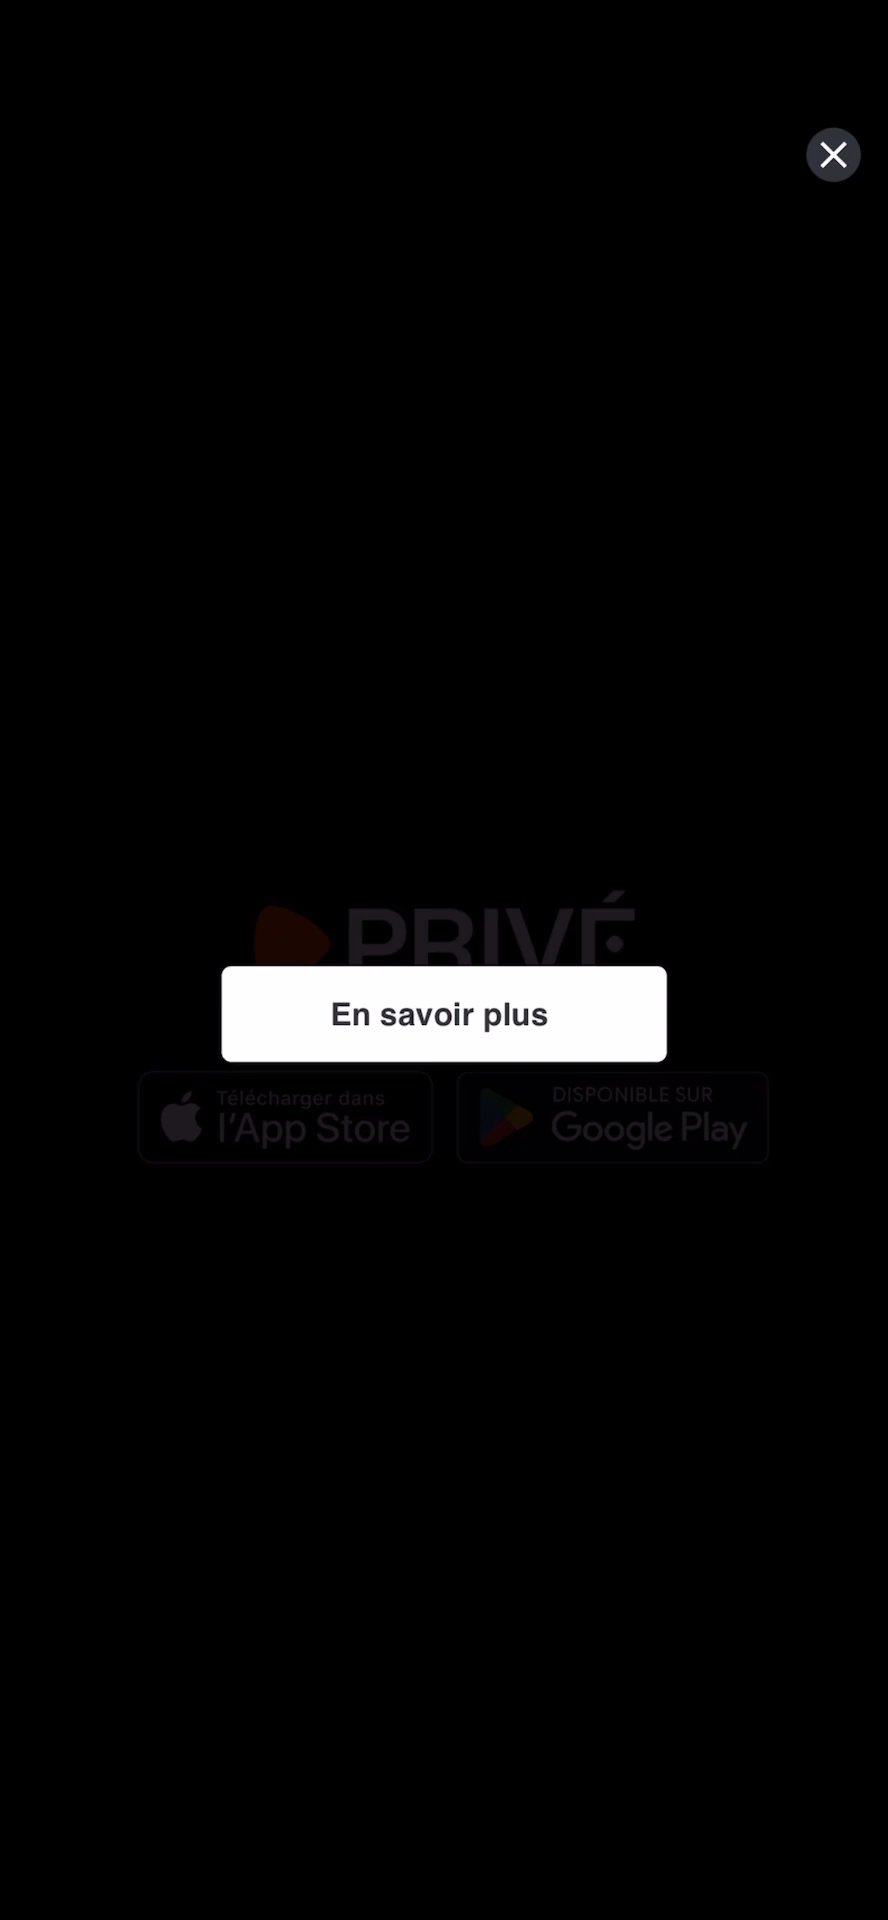 PRIVÉ
En savoir plus
Télécharger dans
l'App Store
DISPONIBLE SUR
Google Play